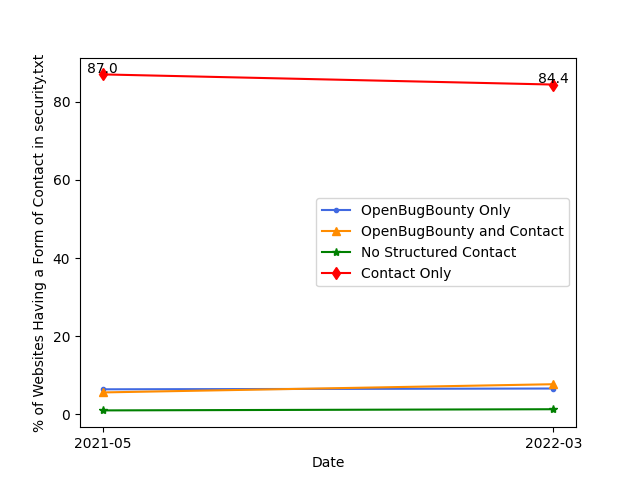 87.0
84.4
% of Websites Having a Form of Contact in security.txt
80
60
40
20
0
OpenBugBounty Only
OpenBugBounty and Contact
No Structured Contact
Contact Only
2021-05
2022-03
Date